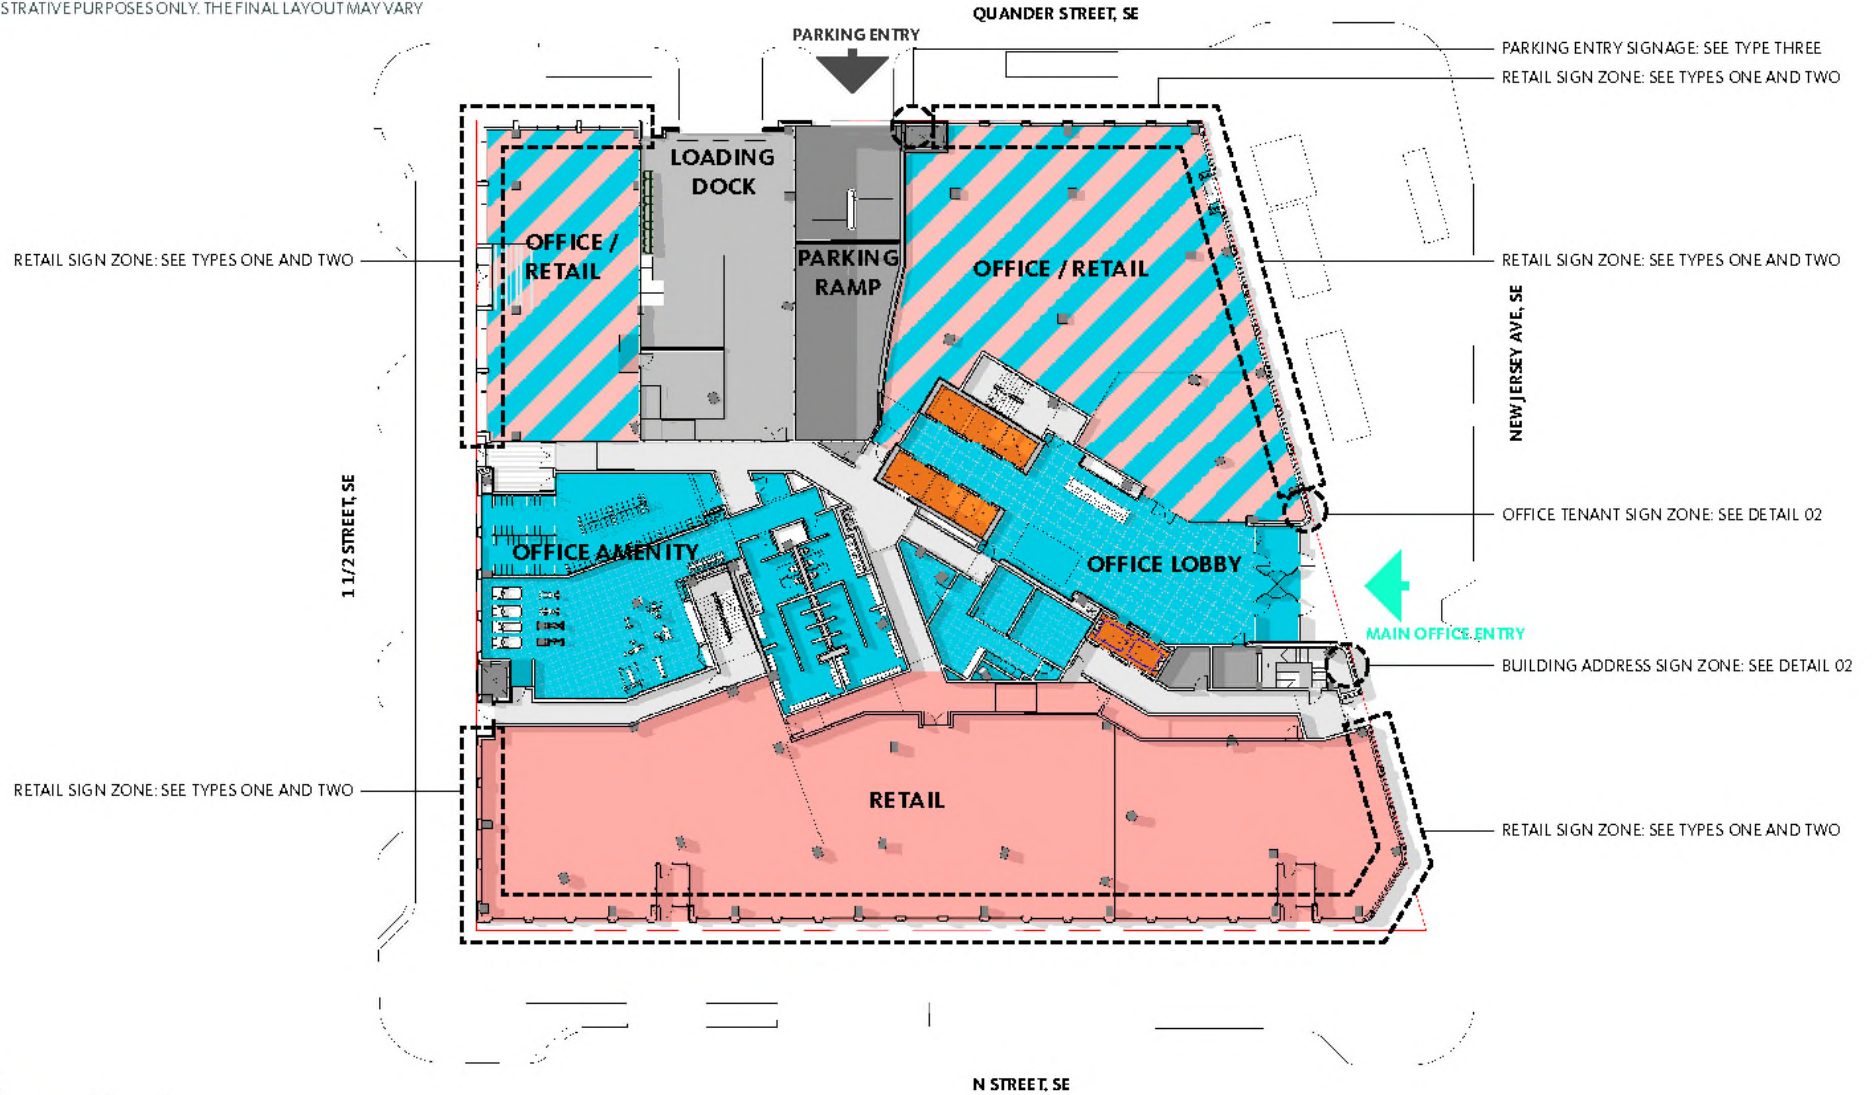 STRATIVE PURPOSES ONLY. THE FINAL LAYOUT MAY VARY
QUANDER STREET, SE
PARKING ENTRY
PARKING ENTRY SIGNAGE: SEE TYPE THREE
RETAIL SIGN ZONE: SEE TYPES ONE AND TWO
LOADING
DOCK
OFFICE /
RETAIL
PARKING
RAMP
OFFICE / RETAIL
RETAIL SIGN ZONE: SEE TYPES ONE AND TWO
RETAIL SIGN ZONE: SEE TYPES ONE AND TWO
NEW JERSEY AVE, SE
1 1/2 STREET, SE
OFFICE TENANT SIGN ZONE: SEE DETAIL 02
OFFICE AMENITY
OFFICE LOBBY
MAIN OFFICE ENTRY
BUILDING ADDRESS SIGN ZONE: SEE DETAIL 02
RETAIL SIGN ZONE: SEE TYPES ONE AND TWO
RETAIL
RETAIL SIGN ZONE: SEE TYPES ONE AND TWO
N STREET, SE